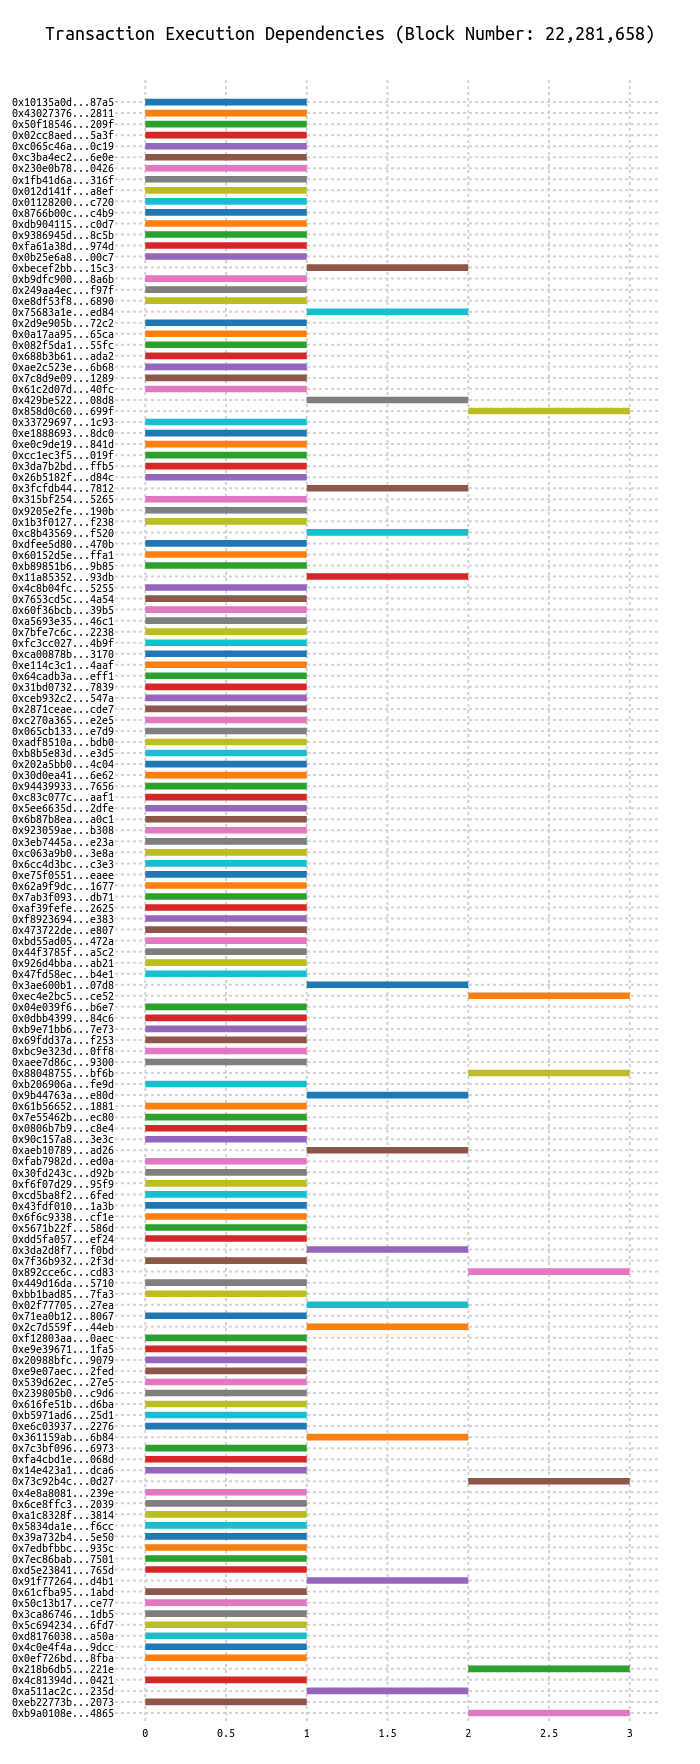 Transaction Execution Dependencies (Block Number: 22,281,658)
0x10135a0d...87a5
0x43027376...2811
0x50f18546...209f
0x02cc8aed...5a3f
0xc065c46a...0c19
0xc3ba4ec2...6e0e
0x230e0b78...0426
0x1fb41d6a...316f
0x012d141f...a8ef
0x01128200...c720
0x8766b00c...c4b9
0xdb904115...c0d7
0x9386945d...8c5b
0xfa61a38d...974d
0x0b25e6a8...00c7
0xbecef2bb...15c3
0xb9dfc900...8a6b
0x249aa4ec...f97f
0xe8df53f8...6890
0x75683a1e...ed84
0x2d9e905b...72c2
0x0a17aa95...65ca
0x082f5da1...55fc
0x688b3b61...ada2
0xae2c523e...6b68
0x7c8d9e09...1289
0x61c2d07d...40fc
0x429be522...08d8
0x858d0c60...699f
0x33729697...1c93
0xe1888693...8dc0
0xe0c9de19...841d
0xcc1ec3f5...019f
0x3da7b2bd...ffb5
0x26b5182f...d84c
0x3fcfdb44...7812
0x315bf254...5265
0x9205e2fe...190b
0x1b3f0127...f238
0xc8b43569...f520
0xdfee5d80...470b
0x60152d5e...ffa1
0xb89851b6...9b85
0x11a85352...93db
0x4c8b04fc...5255
0x7653cd5c...4a54
0x60f36bcb...39b5
0xa5693e35...46c1
0x7bfe7c6c...2238
0xfc3cc027...4b9f
0xca00878b...3170
0xe114c3c1...4aaf
0x64cadb3a...eff1
0x31bd0732...7839
0xceb932c2...547a
0x2871ceae...cde7
0xc270a365...e2e5
0x065cb133...e7d9
0xadf8510a...bdb0
0xb8b5e83d...e3d5
0x202a5bb0...4c04
0x30d0ea41...6e62
0x94439933...7656
0xc83c077c...aaf1
0x5ee6635d...2dfe
0x6b87b8ea...a0c1
0x923059ae...b308
0x3eb7445a...e23a
0xc063a9b0...3e8a
0x6cc4d3bc...c3e3
0xe75f0551...eaee
0x62a9f9dc...1677
0x7ab3f093...db71
0xaf39fefe...2625
0xf8923694...e383
0x473722de...e807
0xbd55ad05...472a
0x44f3785f...a5c2
0x926d4bba...ab21
0x47fd58ec...b4e1
0x3ae600b1...07d8
0xec4e2bc5...ce52
0x04e039f6...b6e7
0x0dbb4399...84c6
0xb9e71bb6...7e73
0x69fdd37a...f253
0xbc9e323d...0ff8
0xaee7d86c...9300
0x88048755...bf6b
0xb206906a...fe9d
0x9b44763a...e80d
0x61b56652...1881
0x7e55462b...ec80
0x0806b7b9...c8e4
0x90c157a8...3e3c
0xaeb10789...ad26
0xfab7982d...ed0a
0x30fd243c...d92b
0xf6f07d29...95f9
0xcd5ba8f2...6fed
0x43fdf010...1a3b
0x6f6c9338...cf1e
0x5671b22f...586d
0xdd5fa057...ef24
0x3da2d8f7...f0bd
0x7f36b932...2f3d
0x892cce6c...cd83
0x449d16da...5710
0xbb1bad85...7fa3
0x02f77705...27ea
0x71ea0b12...8067
0x2c7d559f...44eb
0xf12803aa...0aec
0xe9e39671...1fa5
0x20988bfc...9079
0xe9e07aec...2fed
0x539d62ec...27e5
0x239805b0...c9d6
0x616fe51b...d6ba
0xb5971ad6...25d1
0xe6c03937...2276
0x361159ab...6b84
0x7c3bf096...6973
0xfa4cbd1e...068d
0x14e423a1...dca6
0x73c92b4c...0d27
0x4e8a8081...239e
0x6ce8ffc3...2039
0xa1c8328f...3814
0x5834da1e...f6cc
0x39a732b4...5e50
0x7edbfbbc...935c
0x7ec86bab...7501
0xd5e23841...765d
0x91f77264...d4b1
0x61cfba95...1abd
0x50c13b17...ce77
0x3ca86746...1db5
0x5c694234...6fd7
0xd8176038...a50a
0x4c0e4f4a...9dcc
0x0ef726bd...8fba
0x218b6db5...221e
0x4c81394d...0421
0xa511ac2c...235d
0xeb22773b...2073
0xb9a0108e...4865
0 0.5 1 1.5 2 2.5 3